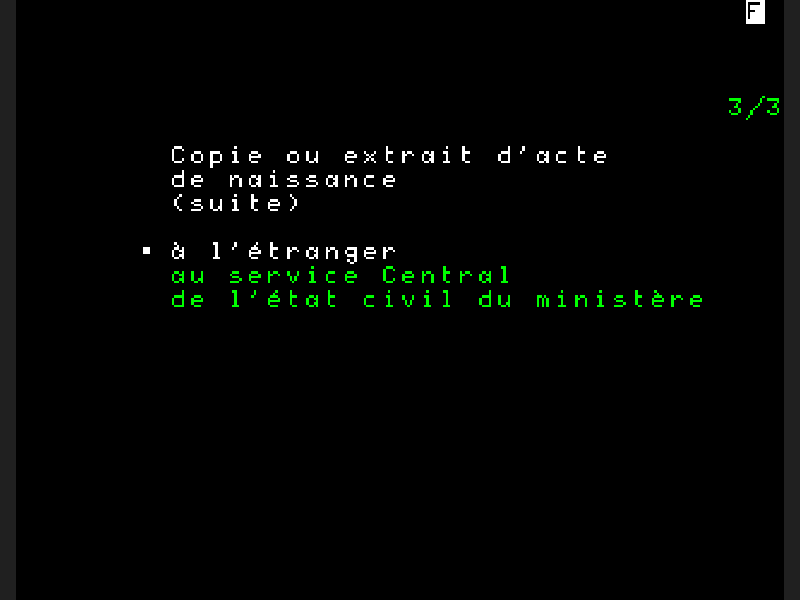 F
3/3
Copie ou extrait d'acte
de naissance
(suite)
▪ à l'étranger
au service Central
de l'état civil du ministère